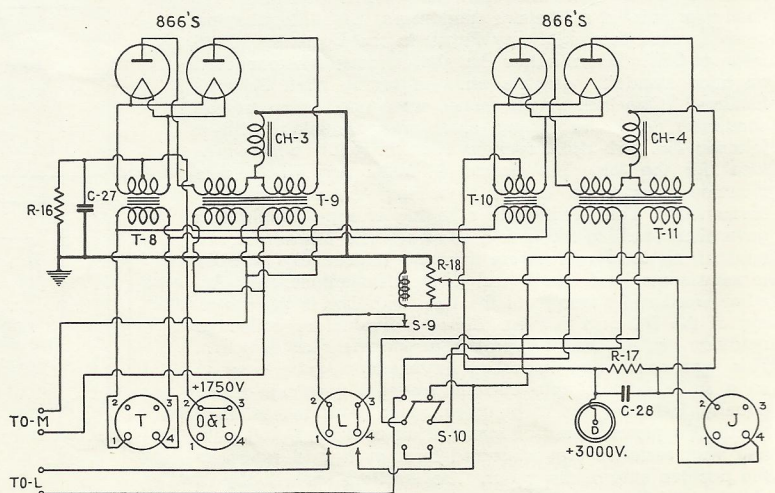 866'S
866'S
CH-3
CH-4
C-27
R-16
T-8
T-9
T-10
T-11
R-18
S-9
R-17
C-28
+1750V
+3000V.
TO-M
TO-L
2 3 T 1 4
2 3 O&I 1 4
2 3 L 1 4
S-10
D
2 3 J 1 4